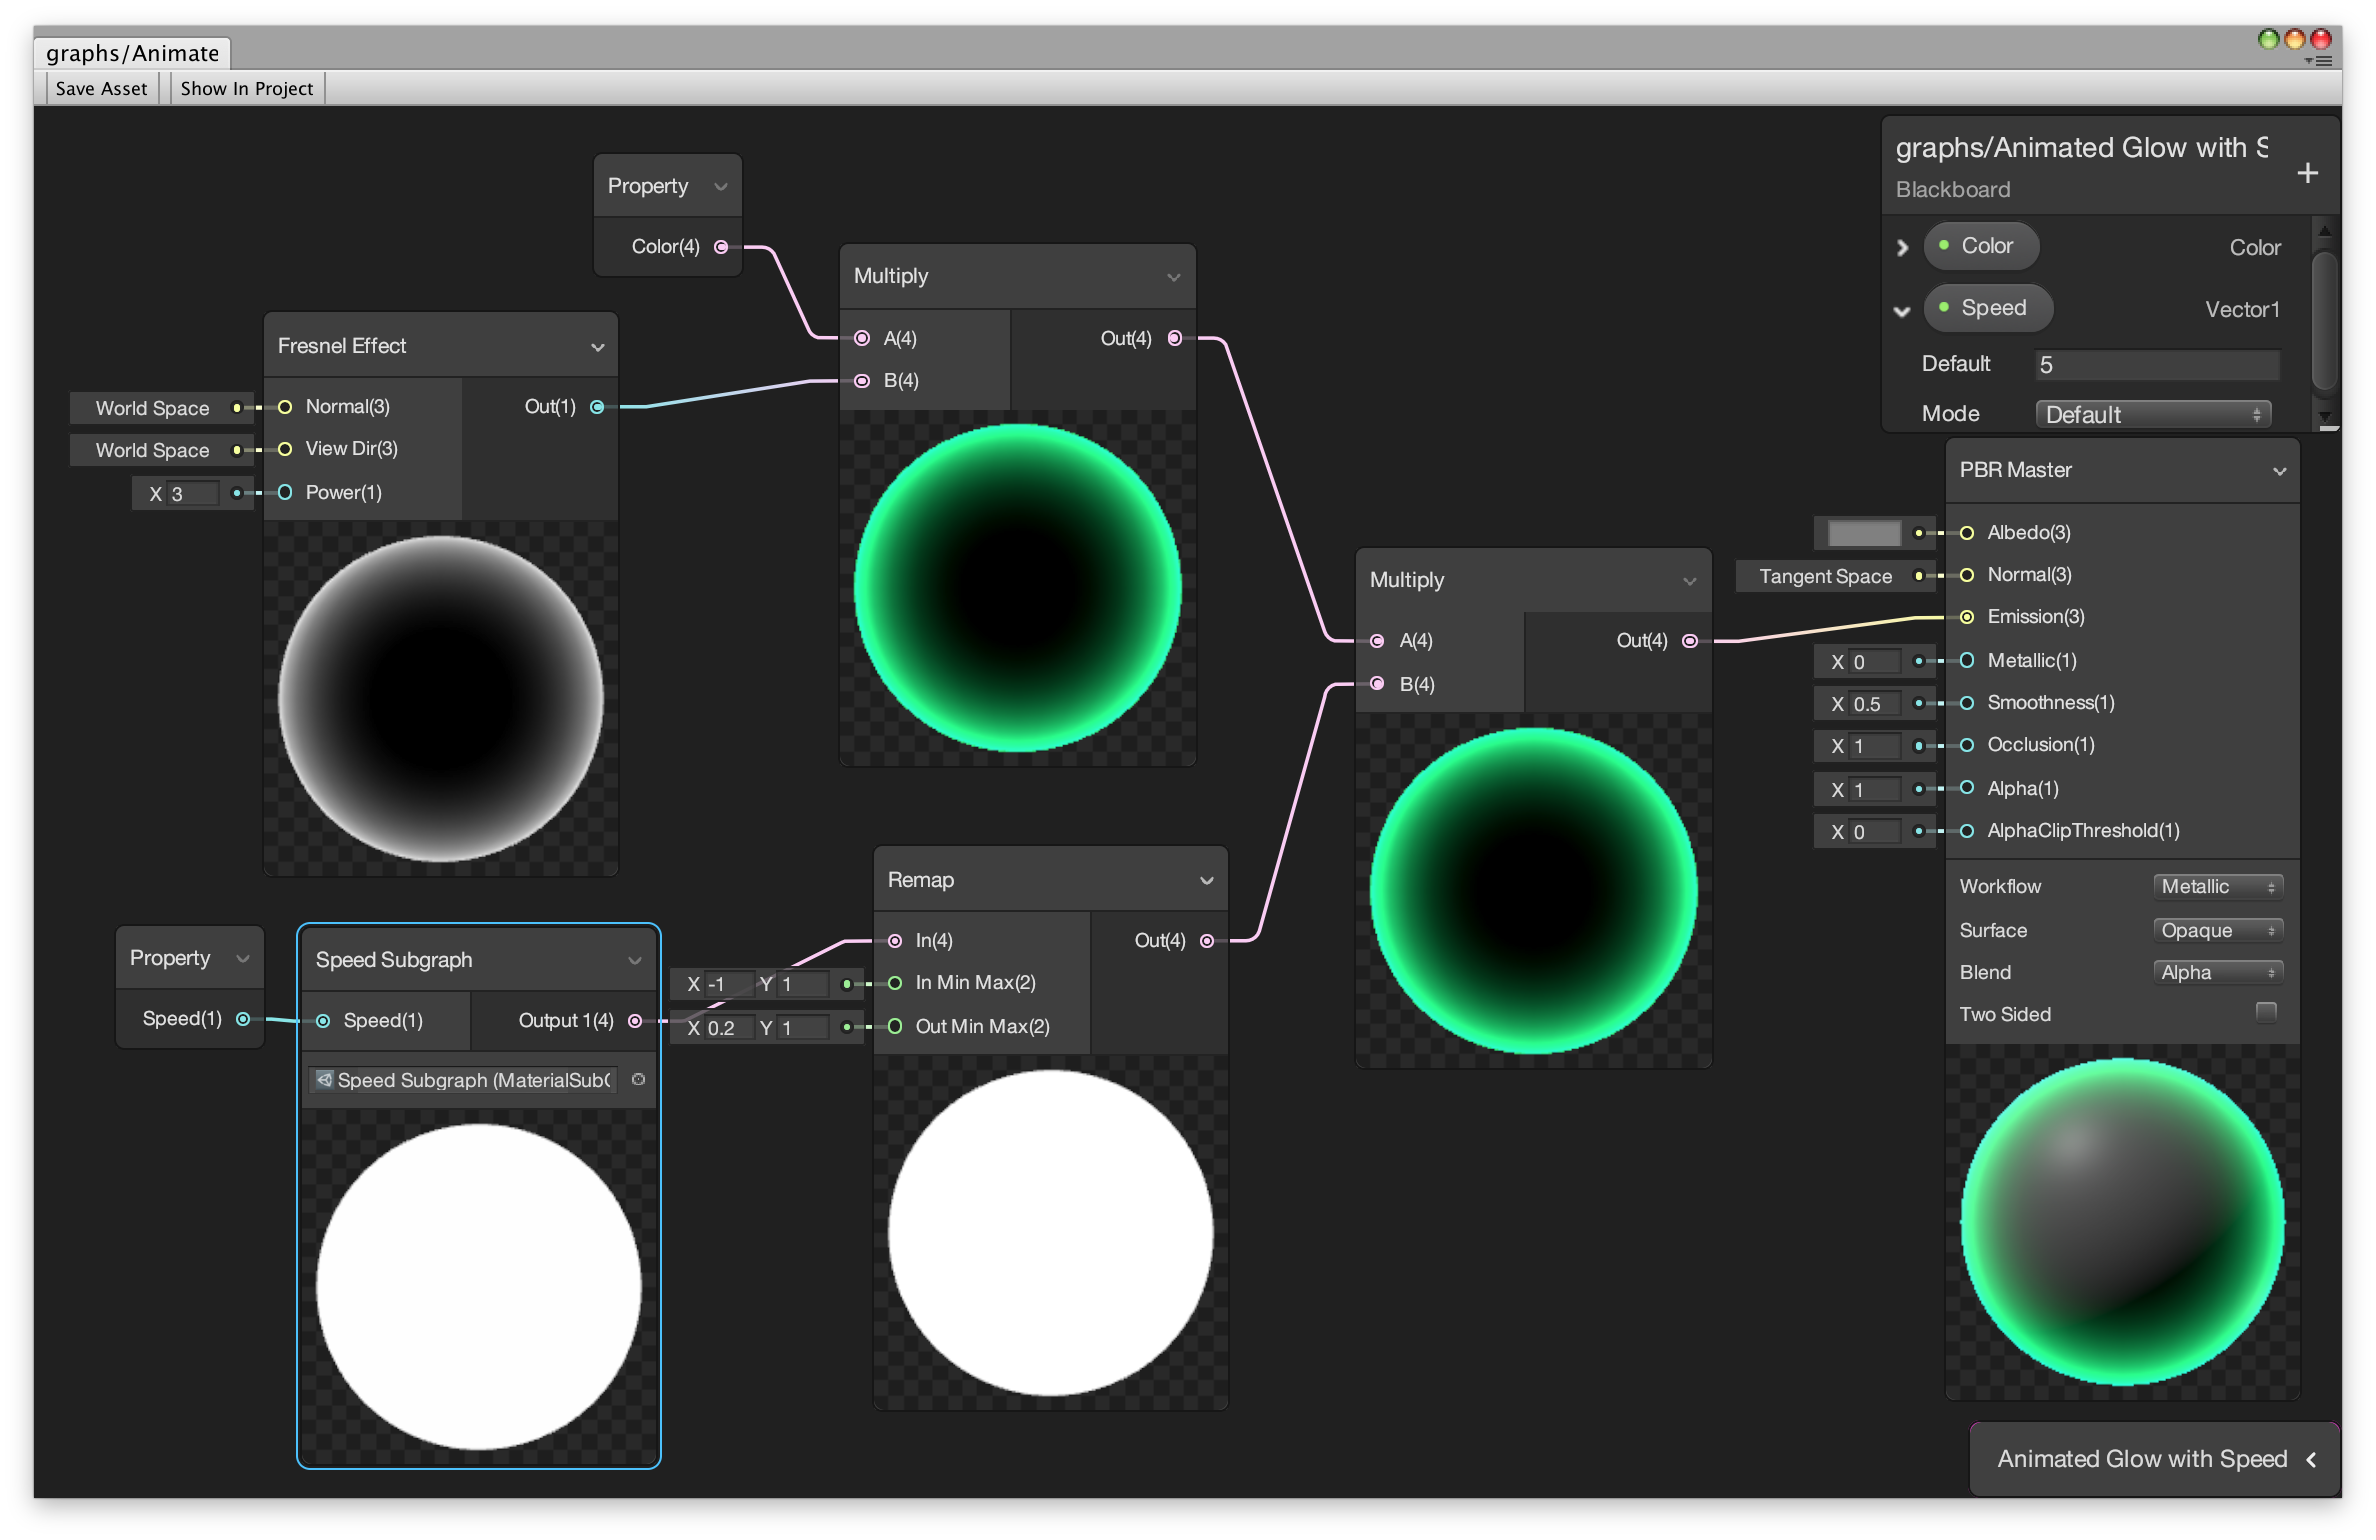 graphs/Animate
Save Asset
Show In Project
Property
Color(4)
Fresnel Effect
World Space
Normal(3)
Out(1)
World Space
View Dir(3)
X 3
Power(1)
Multiply
A(4)
Out(4)
B(4)
graphs/Animated Glow with S
Blackboard
+
Color
Color
Speed
Vector1
Default
5
Mode
Default
Property
Speed(1)
Speed Subgraph
Speed(1)
Output 1(4)
Speed Subgraph (MaterialSub
Remap
In(4)
Out(4)
X -1 Y 1
In Min Max(2)
X 0.2 Y 1
Out Min Max(2)
Multiply
A(4)
Out(4)
B(4)
PBR Master
Albedo(3)
Tangent Space
Normal(3)
Emission(3)
X 0
Metallic(1)
X 0.5
Smoothness(1)
X 1
Occlusion(1)
X 1
Alpha(1)
X 0
AlphaClipThreshold(1)
Workflow
Metallic
Surface
Opaque
Blend
Alpha
Two Sided
Animated Glow with Speed